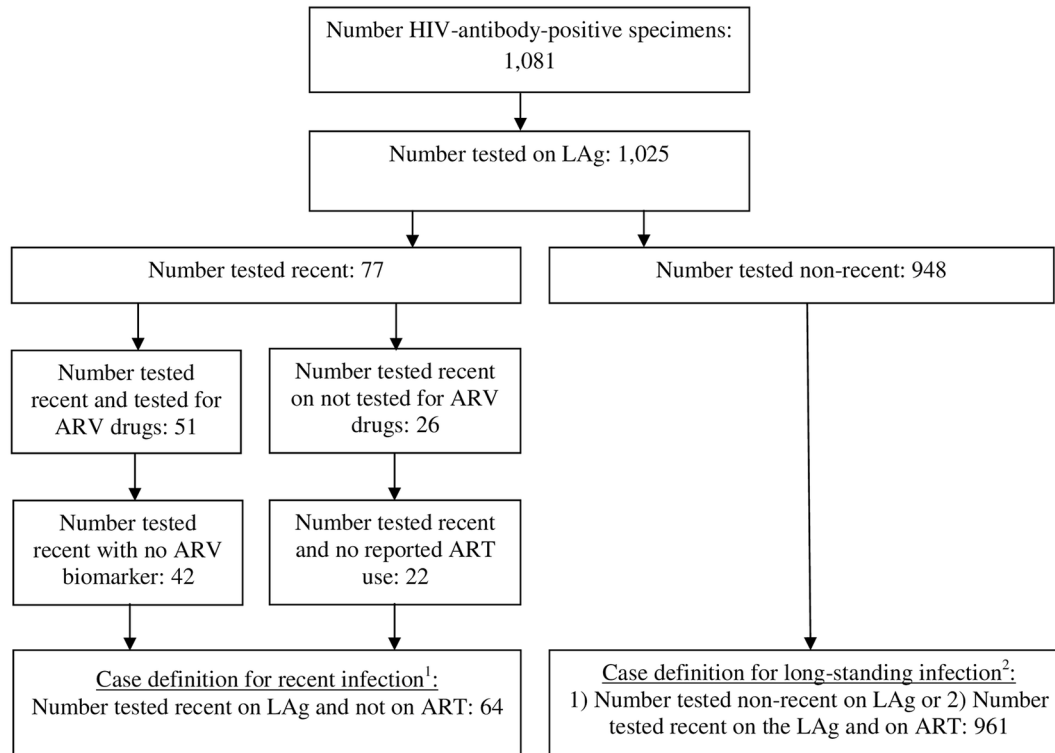 Number HIV-antibody-positive specimens:
1,081
Number tested on LAg: 1,025
Number tested recent: 77
Number tested non-recent: 948
Number tested
recent and tested for
ARV drugs: 51
Number tested recent
on not tested for ARV
drugs: 26
Number tested
recent with no ARV
biomarker: 42
Number tested recent
and no reported ART
use: 22
Case definition for recent infection¹:
Number tested recent on LAg and not on ART: 64
Case definition for long-standing infection²:
1) Number tested non-recent on LAg or 2) Number
tested recent on the LAg and on ART: 961